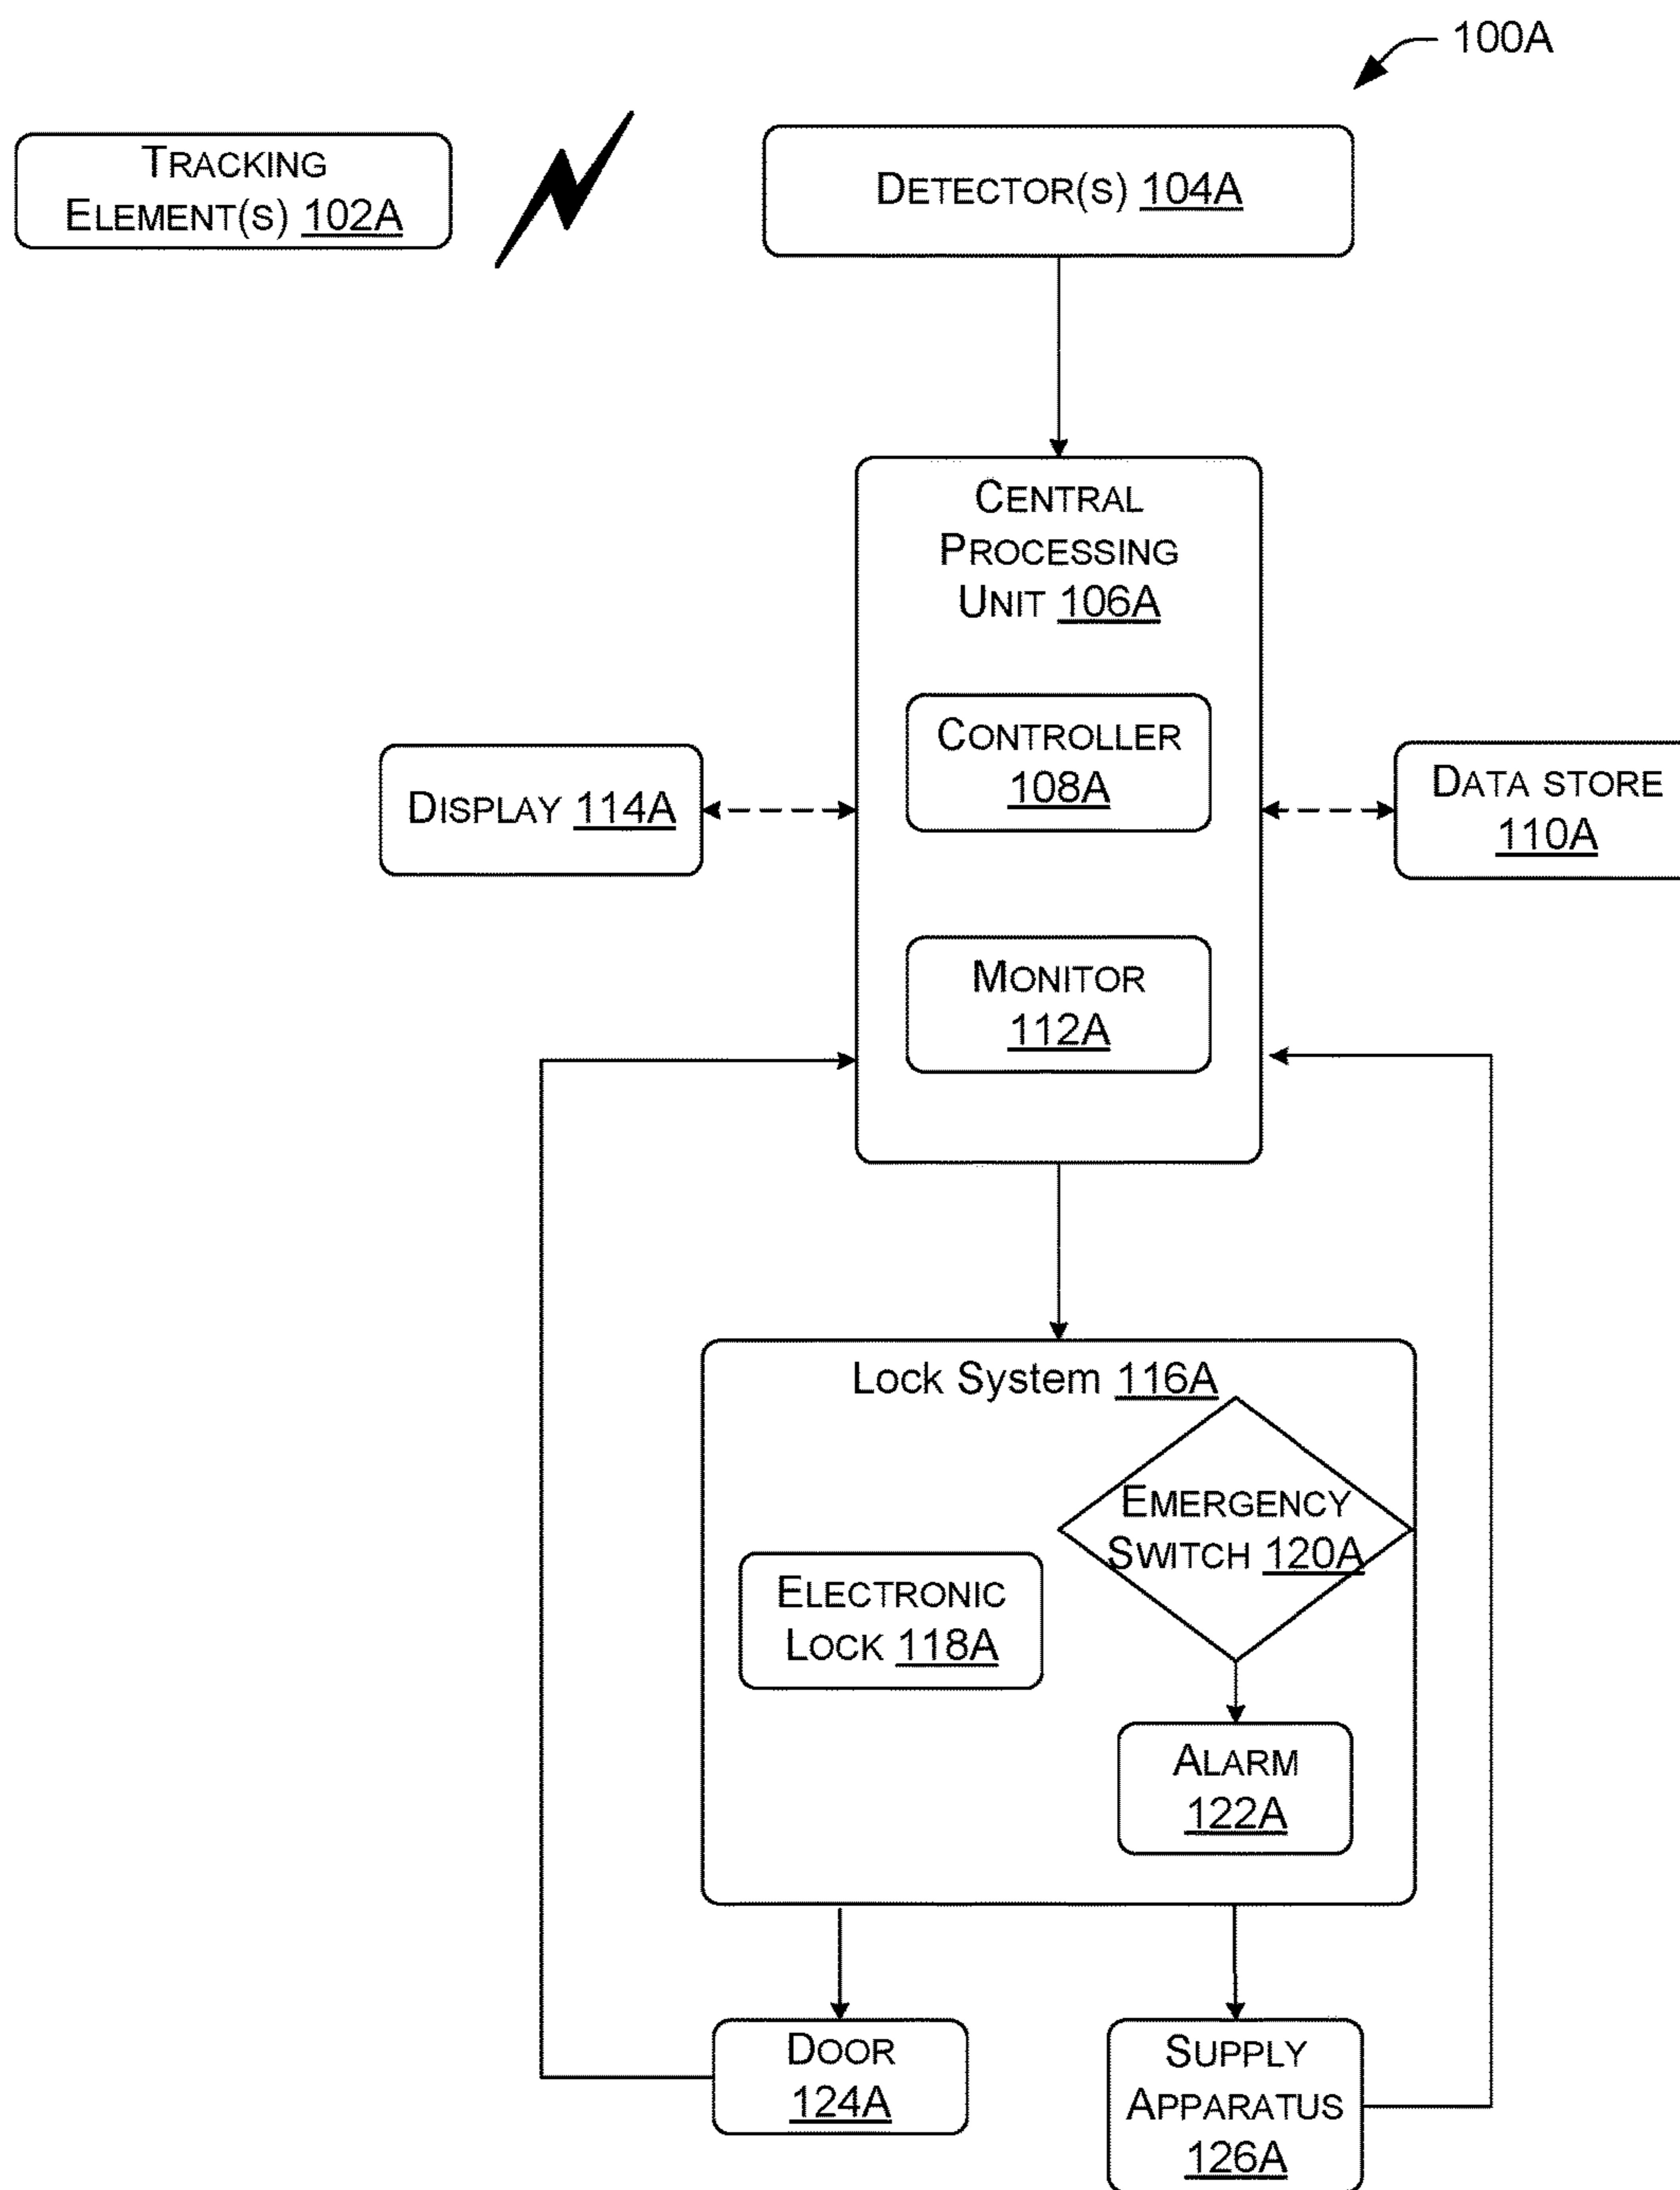 100A
TRACKING
ELEMENT(S) 102A
DETECTOR(S) 104A
CENTRAL
PROCESSING
UNIT 106A
CONTROLLER
108A
DISPLAY 114A
DATA STORE
110A
MONITOR
112A
Lock System 116A
EMERGENCY
SWITCH 120A
ELECTRONIC
LOCK 118A
ALARM
122A
DOOR
124A
SUPPLY
APPARATUS
126A